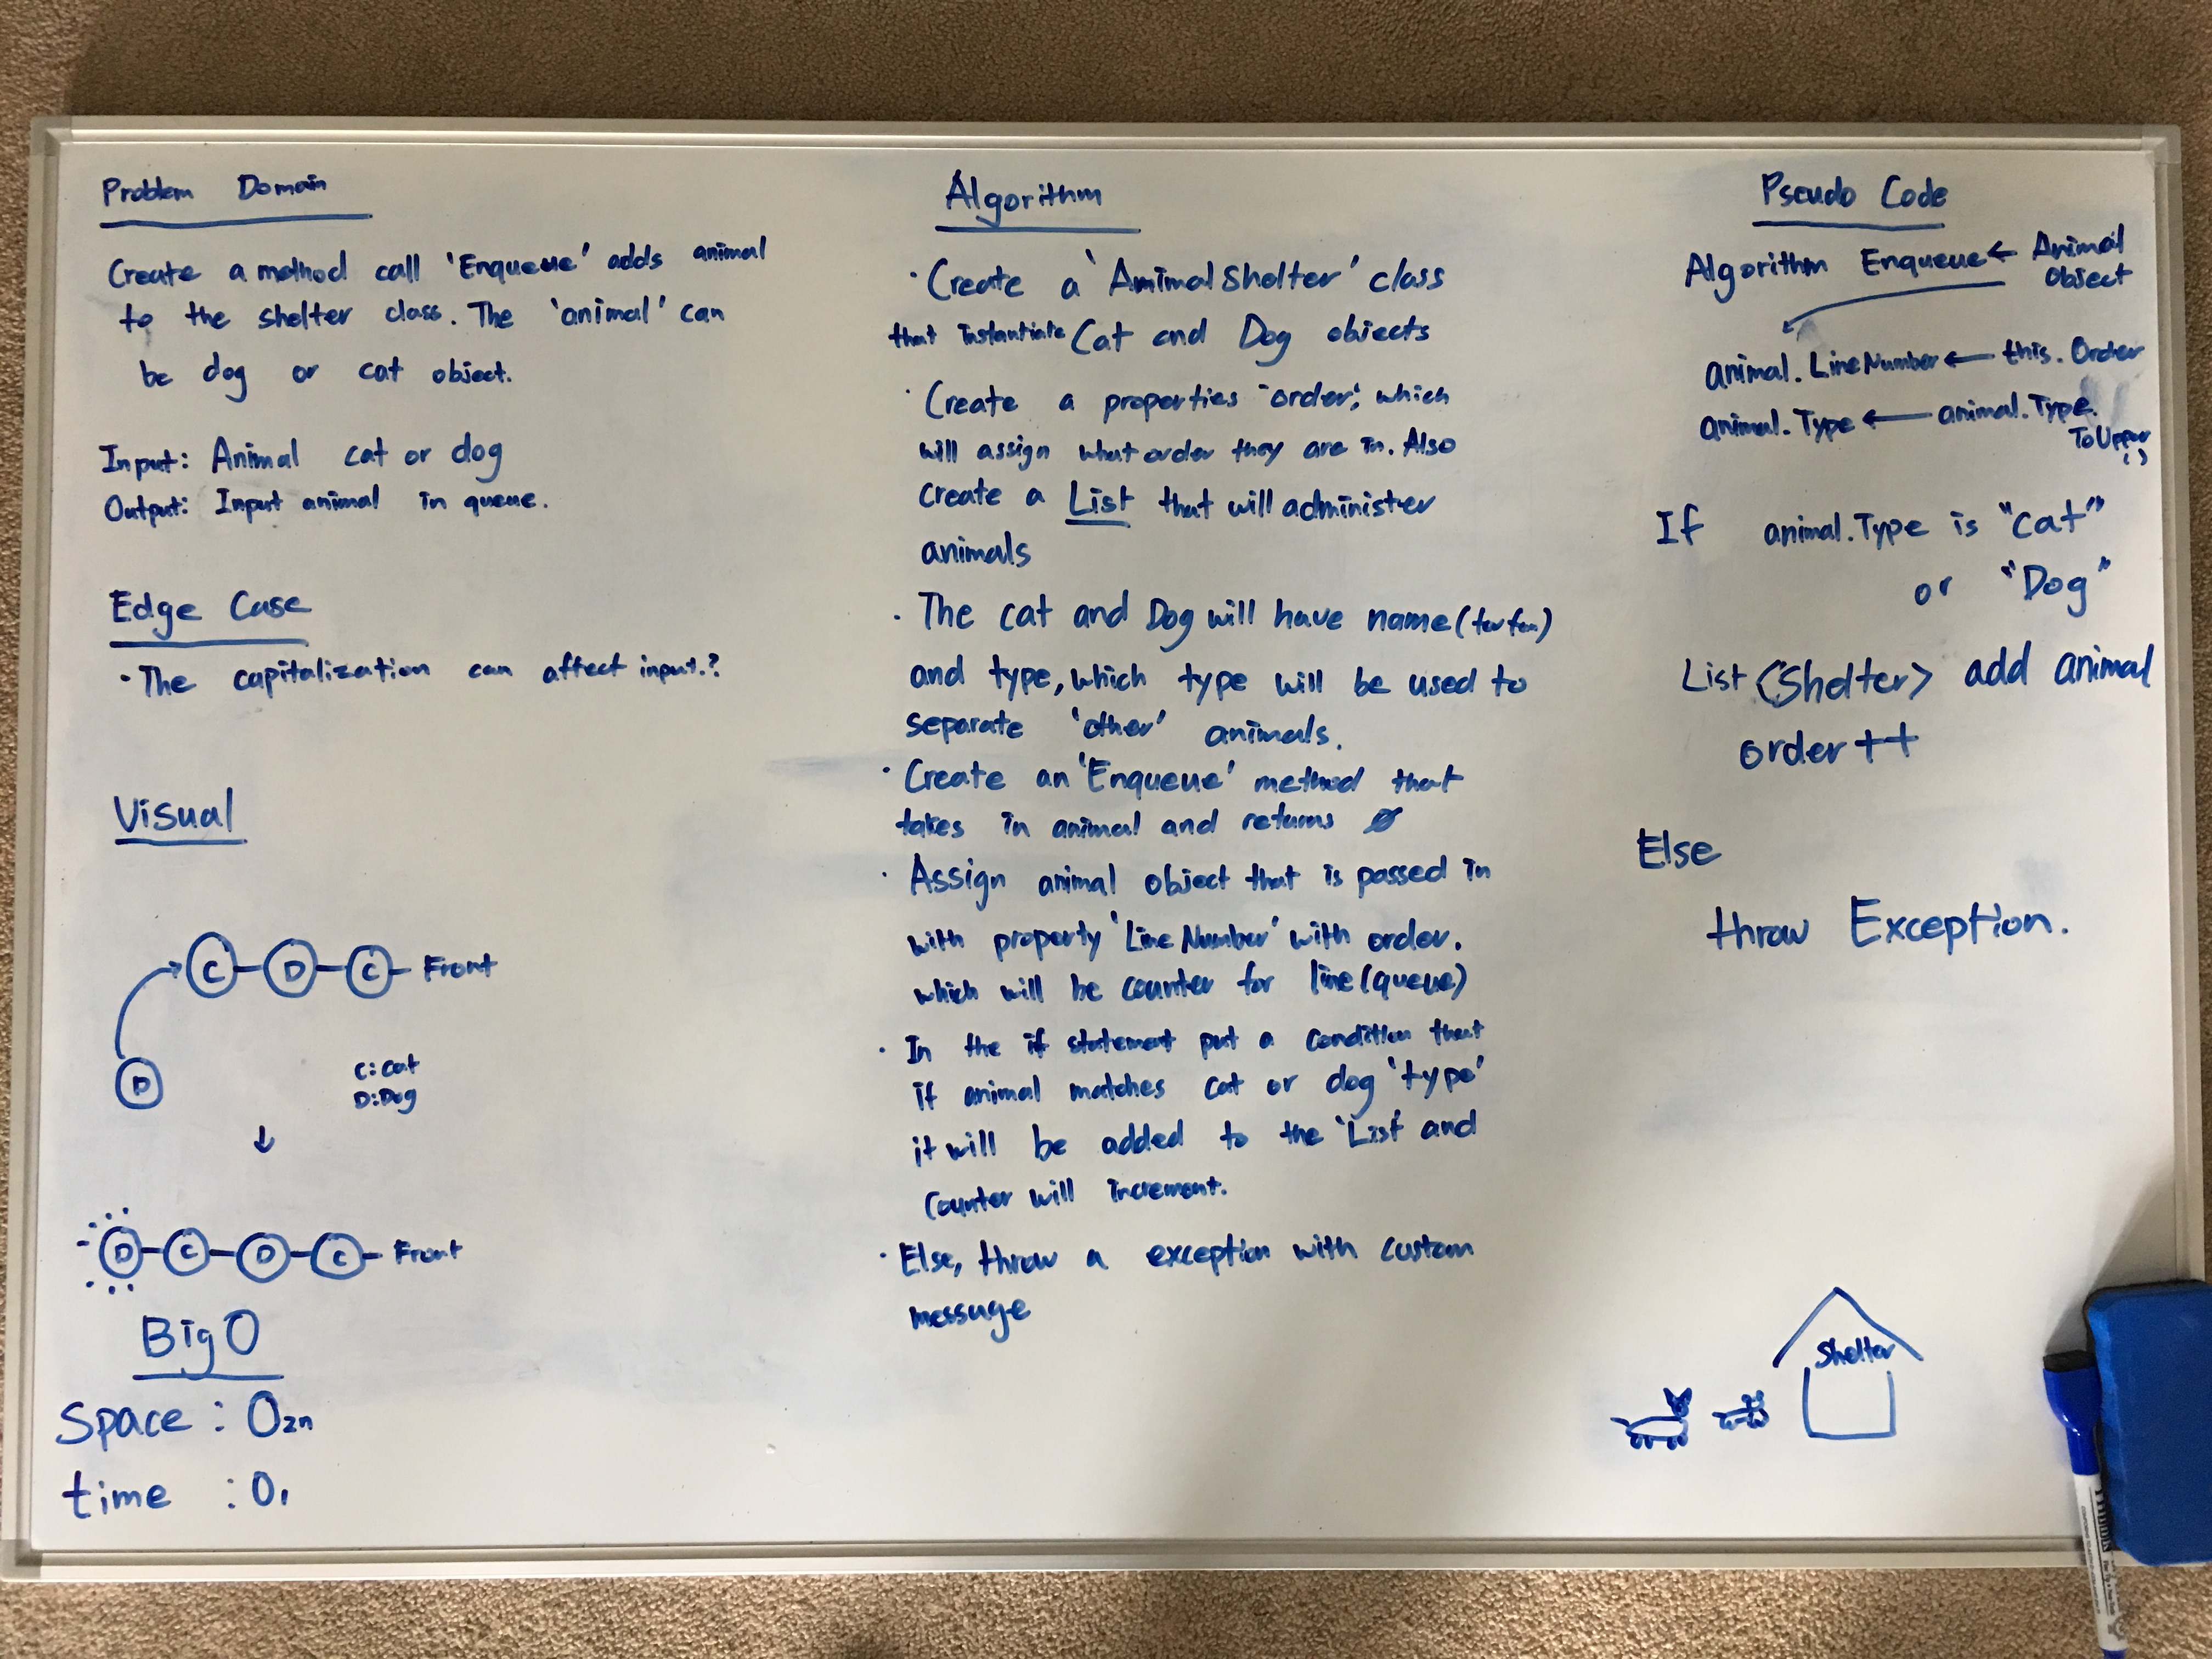 Problem Domain
Create a method call 'Enqueue' adds animal
to the shelter class. The 'animal' can
be dog or cat object.
Input: Animal cat or dog
Output: Input animal in queue.
Edge Case
· The capitalization can affect input.?
Visual
C D C Front
D
C: Cat
D: Dog
↓
D C D C Front
Big O
Space : O2n
time : O1
Algorithm
· Create a 'AmimalShelter' class
that instantiate Cat and Dog objects
· Create a properties 'order', which
will assign what order they are in. Also
create a List that will administer
animals
· The cat and Dog will have name (for fun)
and type, which type will be used to
separate 'other' animals.
· Create an 'Enqueue' method that
takes in animal and returns Ø
· Assign animal object that is passed in
with property 'LineNumber' with order.
which will be counter for line (queue)
· In the if statement put a condition that
if animal matches cat or dog 'type'
it will be added to the 'List and
Counter will increment.
· Else, throw a exception with custom
message
Pseudo Code
Algorithm Enqueue ← Animal
Object
animal.LineNumber ← this.Order
animal.Type ← animal.Type.
ToUpper
()
If animal.Type is "cat"
or "Dog"
List <Shelter> add animal
order ++
Else
throw Exception.
Shelter